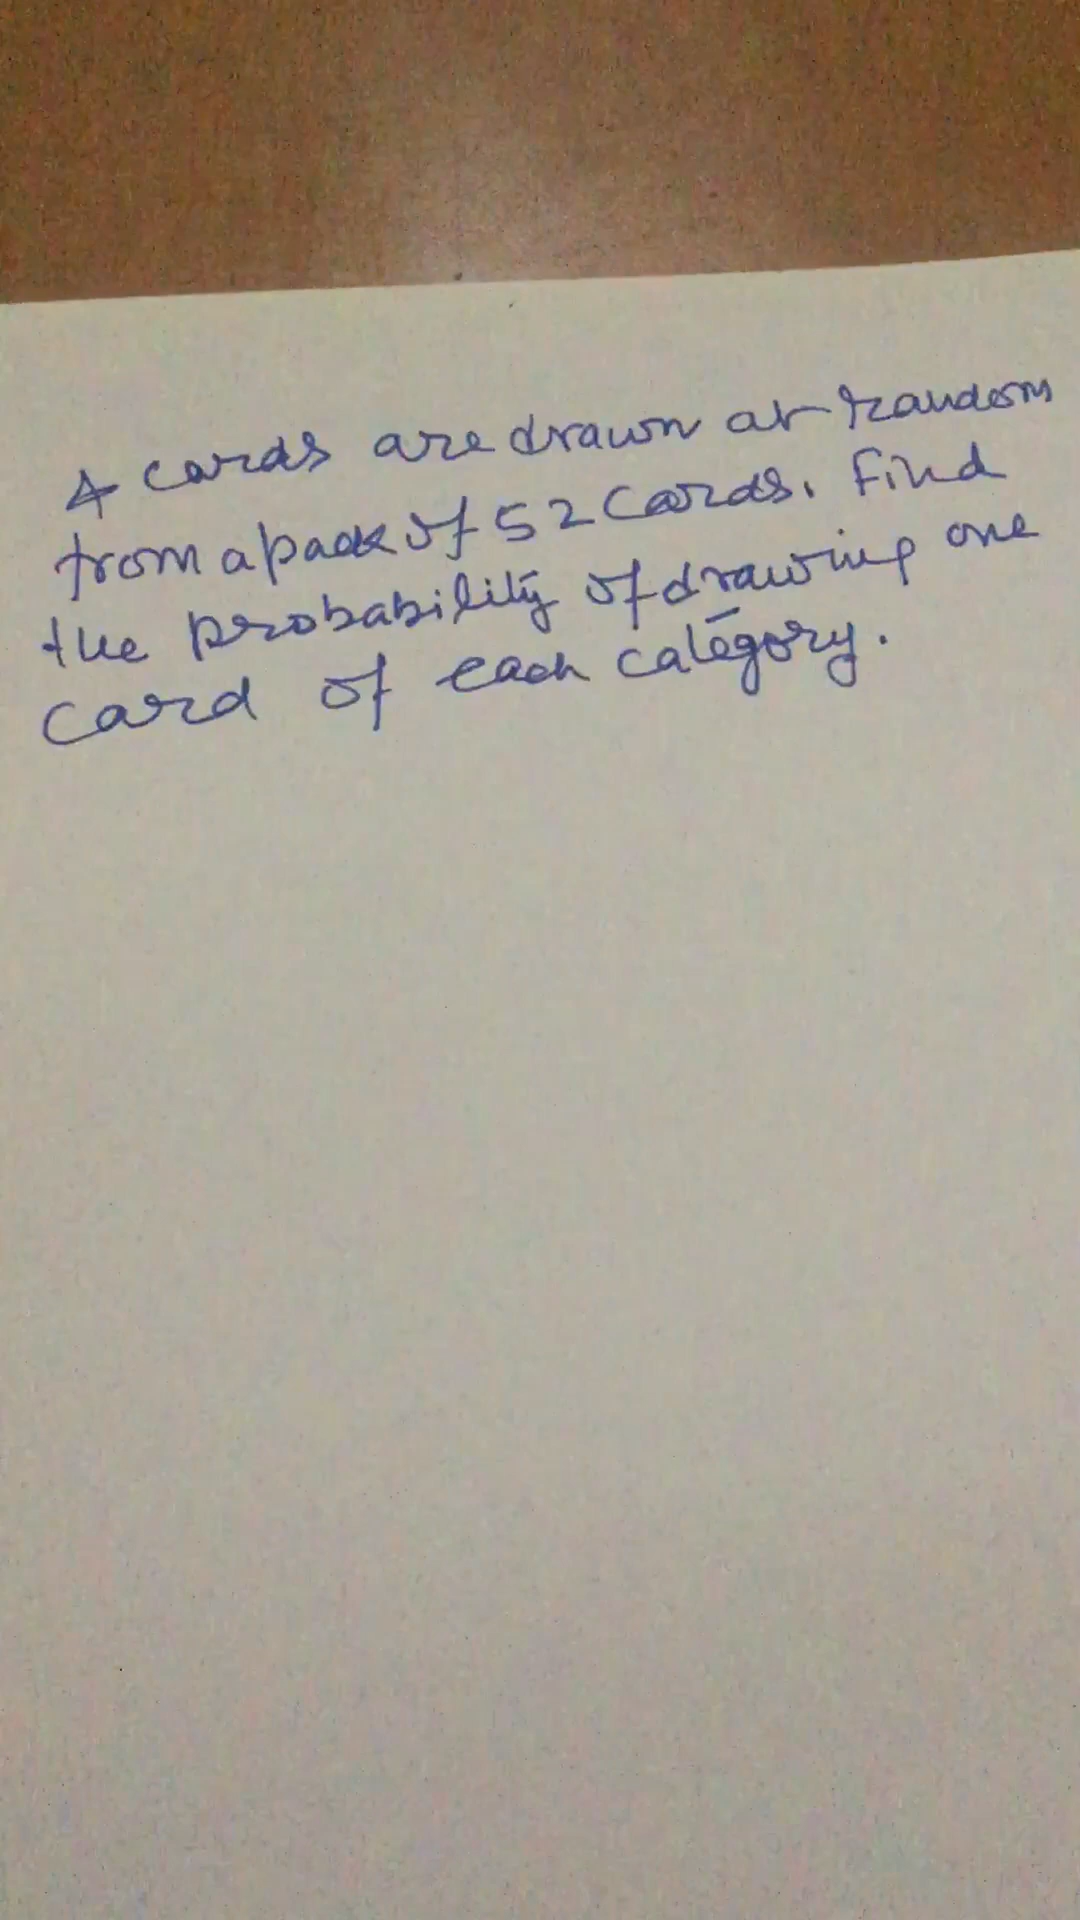 4 cards are drawn at random
from a pack of 52 cards. Find
the probability of drawing one
card of each category.